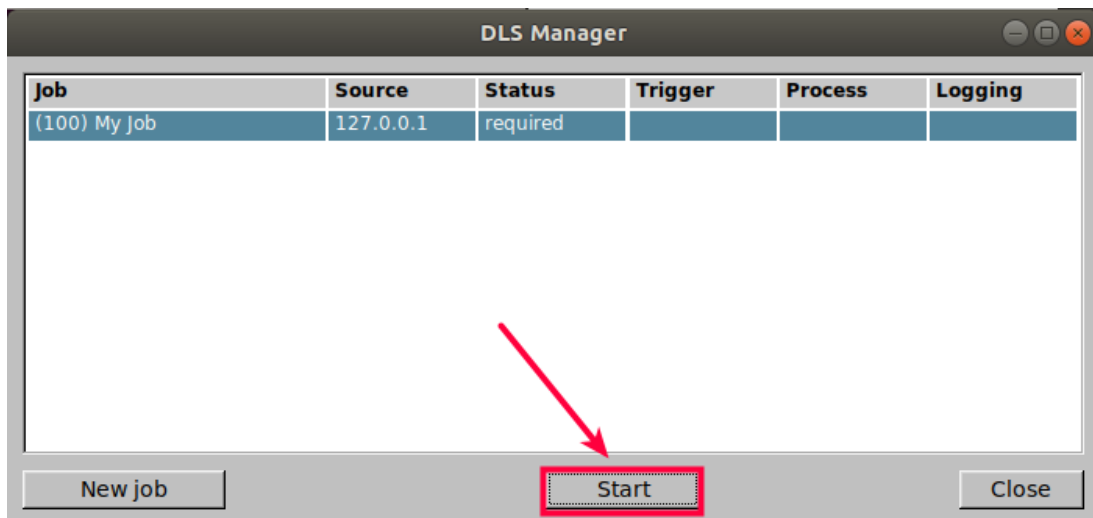 DLS Manager
Job Source Status Trigger Process Logging
(100) My Job 127.0.0.1 required
New job Start Close